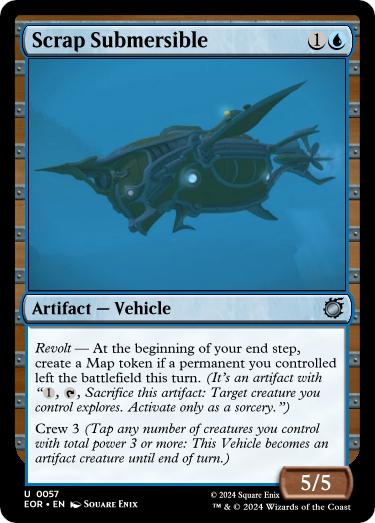 Scrap Submersible 1
Artifact — Vehicle
Revolt — At the beginning of your end step,
create a Map token if a permanent you controlled
left the battlefield this turn. (It's an artifact with
"1, , Sacrifice this artifact: Target creature you
control explores. Activate only as a sorcery.")
Crew 3 (Tap any number of creatures you control
with total power 3 or more: This Vehicle becomes an
artifact creature until end of turn.)
5/5
U 0057
EOR • EN SQUARE ENIX
© 2024 Square Enix
™ & © 2024 Wizards of the Coast